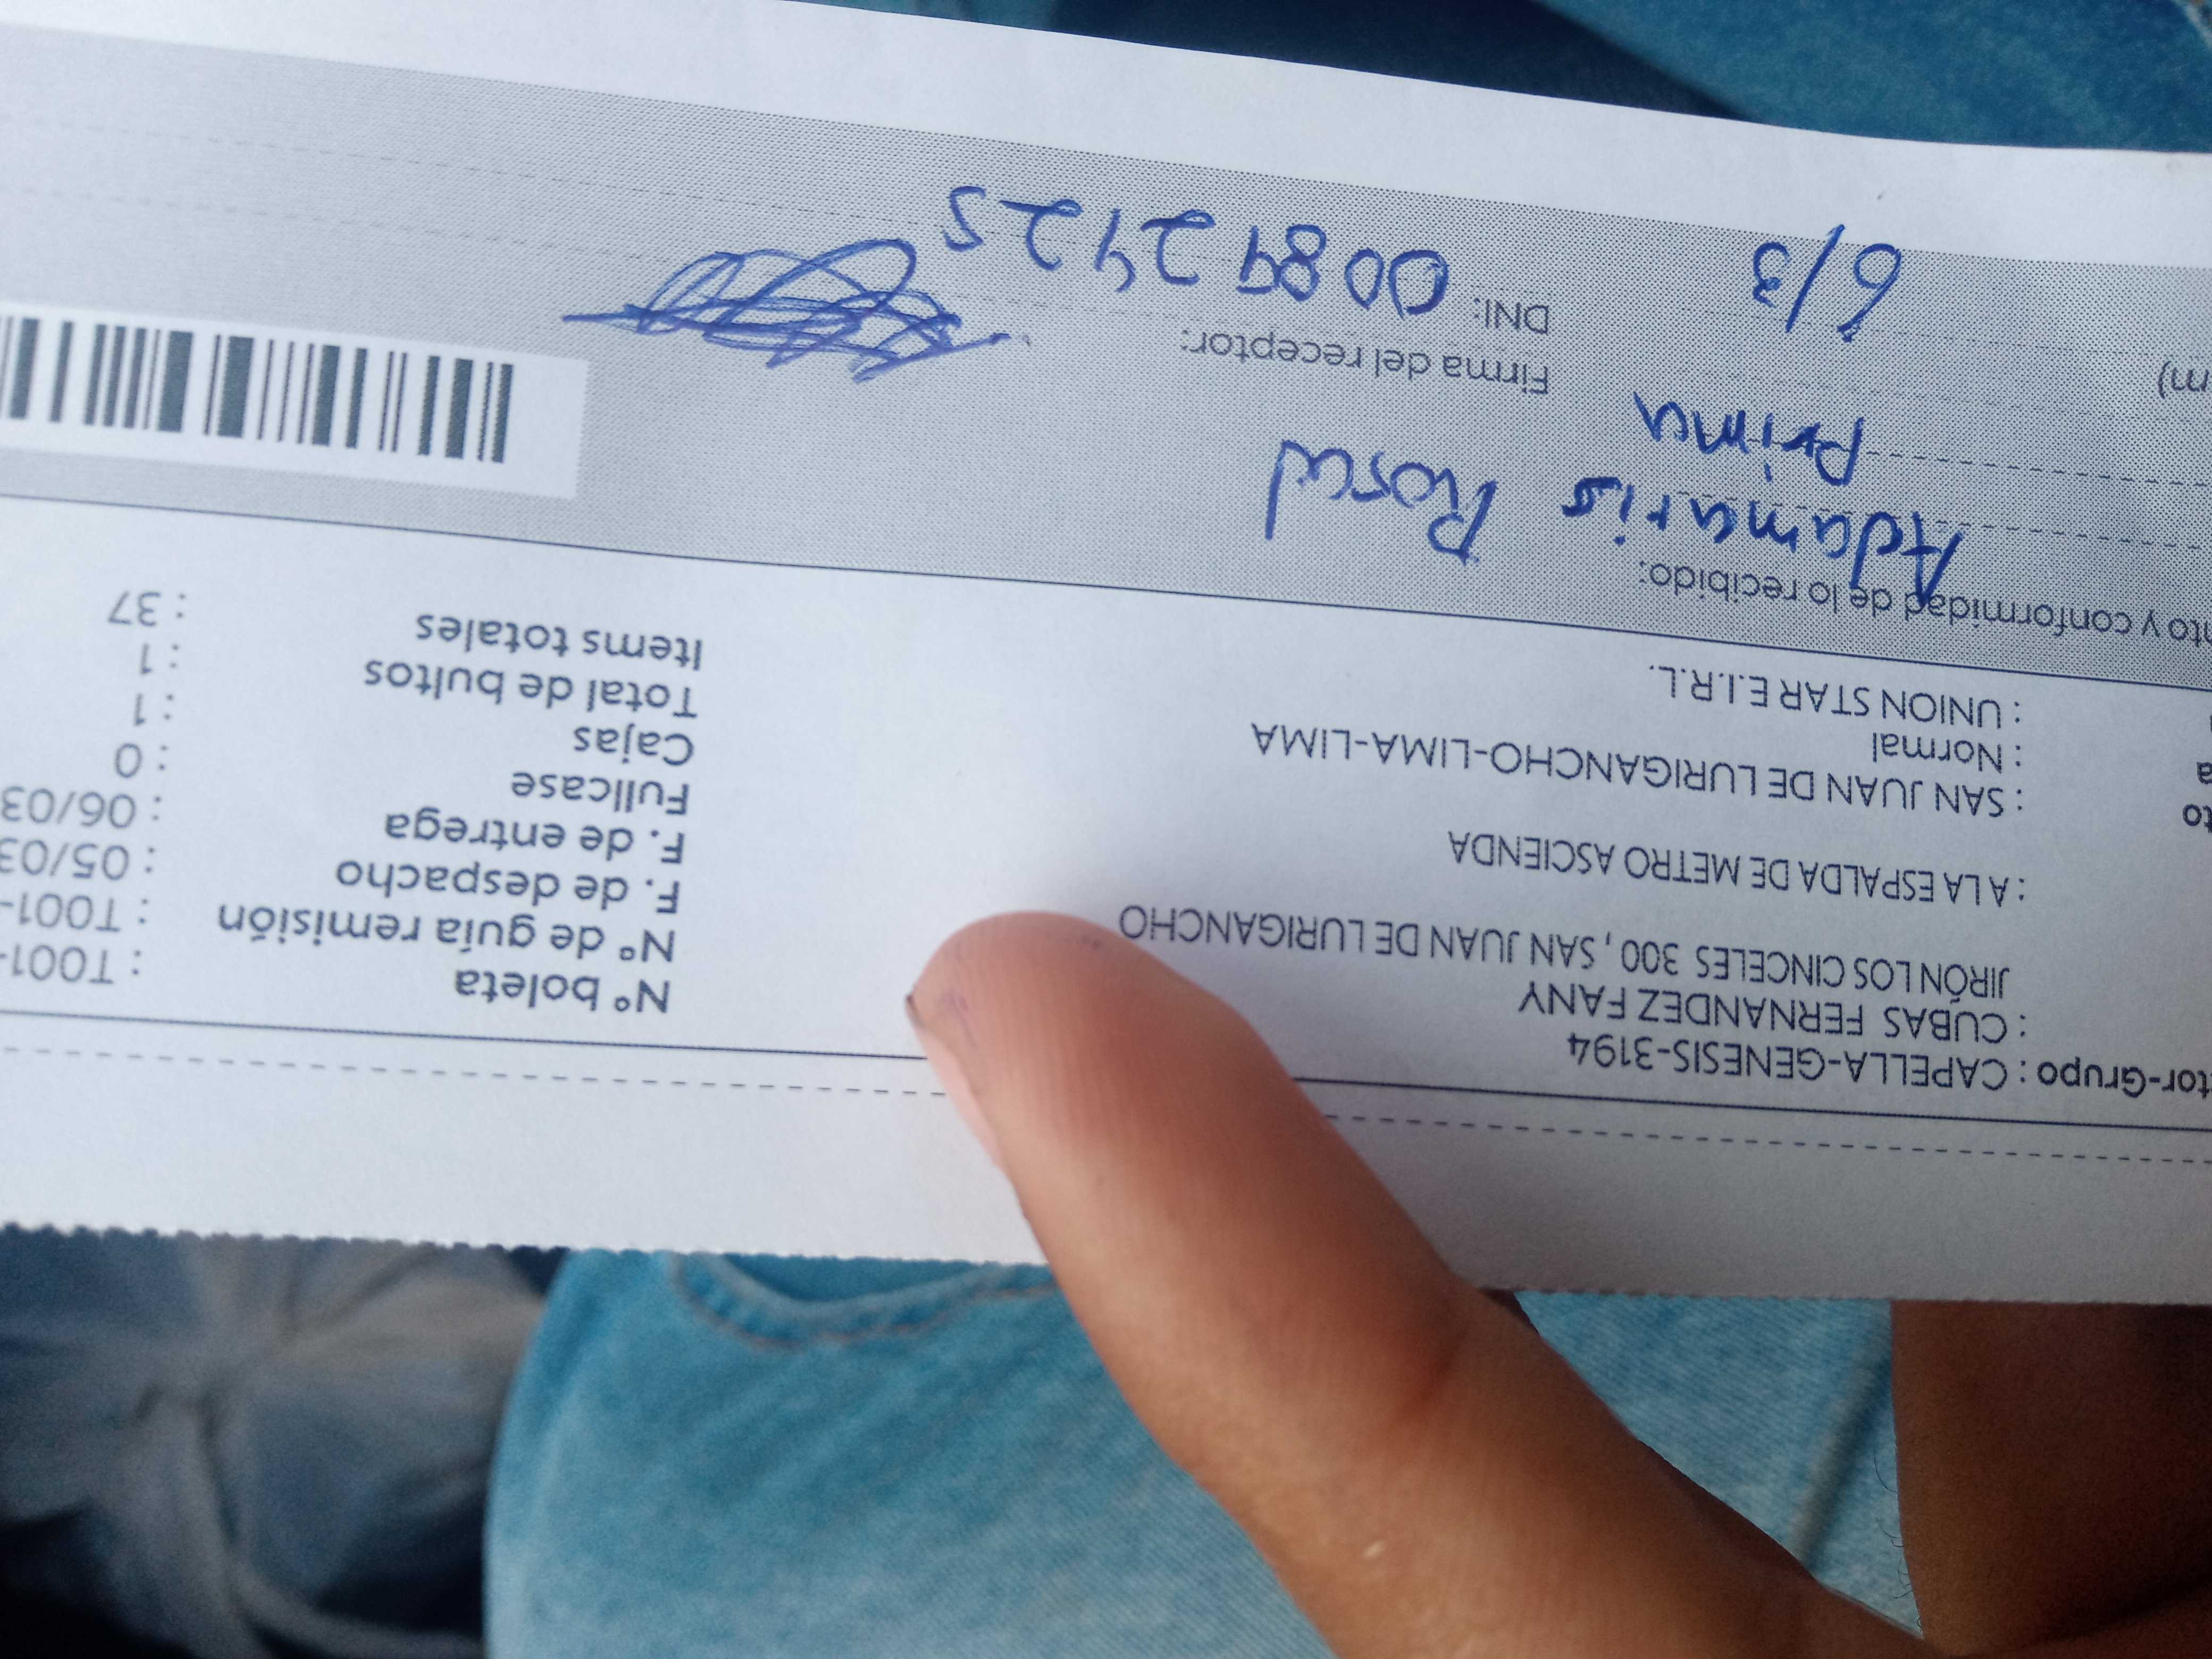 tor-Grupo : CAPELLA-GENESIS-3194
: CUBAS FERNANDEZ FANY
JIRÓN LOS CINCELES 300, SAN JUAN DE LURIGANCHO
: A LA ESPALDA DE METRO ASCIENDA
to : SAN JUAN DE LURIGANCHO-LIMA-LIMA
a : Normal
: UNION STAR E.I.R.L.
Nº boleta : T001-
Nº de guía remisión : T001-
F. de despacho : 05/03
F. de entrega : 06/03
Fullcase : 0
Cajas : 1
Total de bultos : 1
Items totales : 37
nto y conformidad de lo recibido:
Adamaris Rosal
Prima
Firma del receptor:
DNI: 00892425
m) 6/3